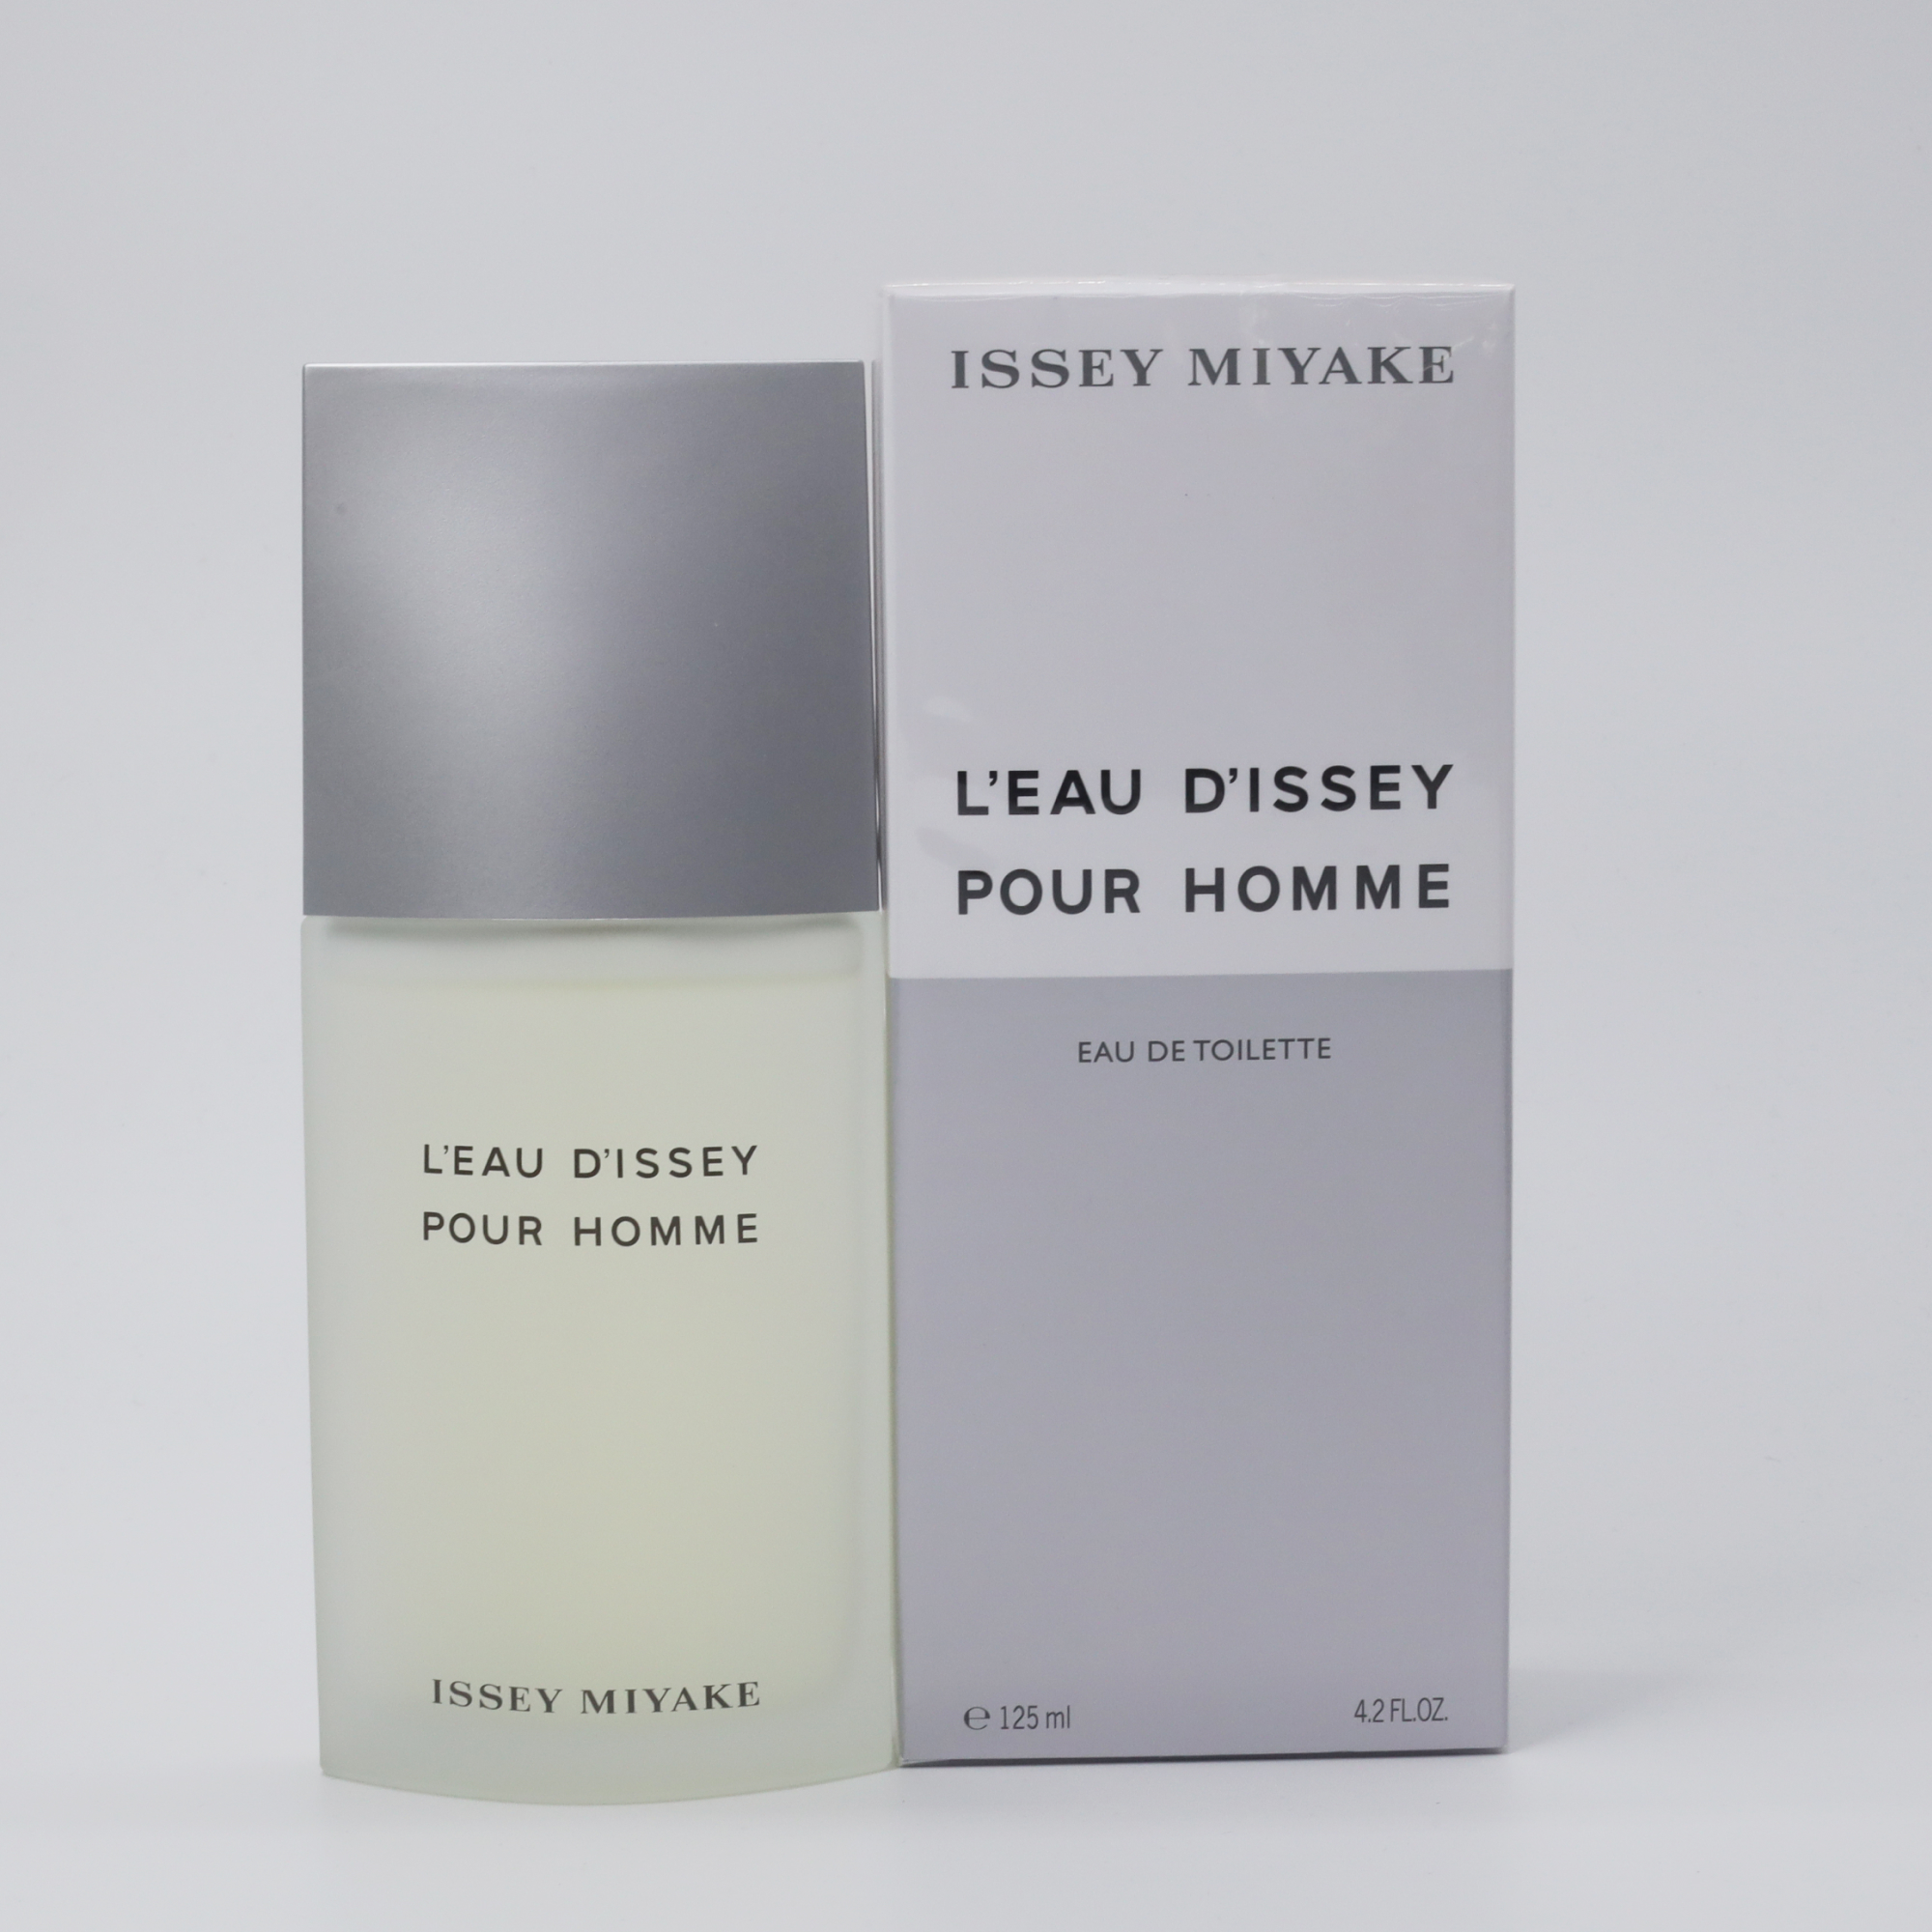 L'EAU D'ISSEY
POUR HOMME
ISSEY MIYAKE
ISSEY MIYAKE
L'EAU D'ISSEY
POUR HOMME
EAU DE TOILETTE
℮ 125 ml
4.2 FL.OZ.